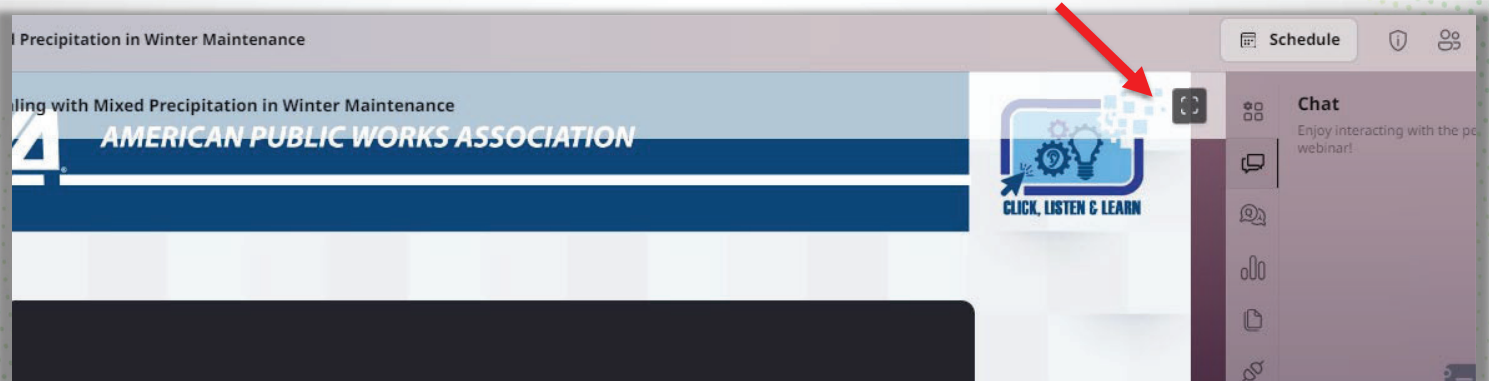 d Precipitation in Winter Maintenance
Schedule
ling with Mixed Precipitation in Winter Maintenance
AMERICAN PUBLIC WORKS ASSOCIATION
CLICK, LISTEN & LEARN
Chat
Enjoy interacting with the pe
webinar!